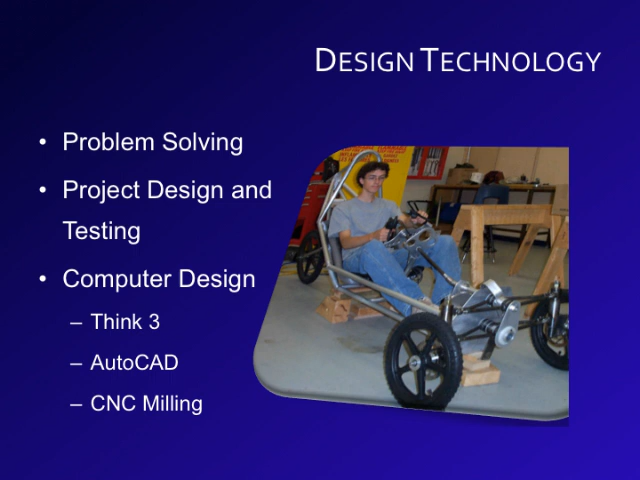 DESIGN TECHNOLOGY
• Problem Solving
• Project Design and
Testing
• Computer Design
– Think 3
– AutoCAD
– CNC Milling